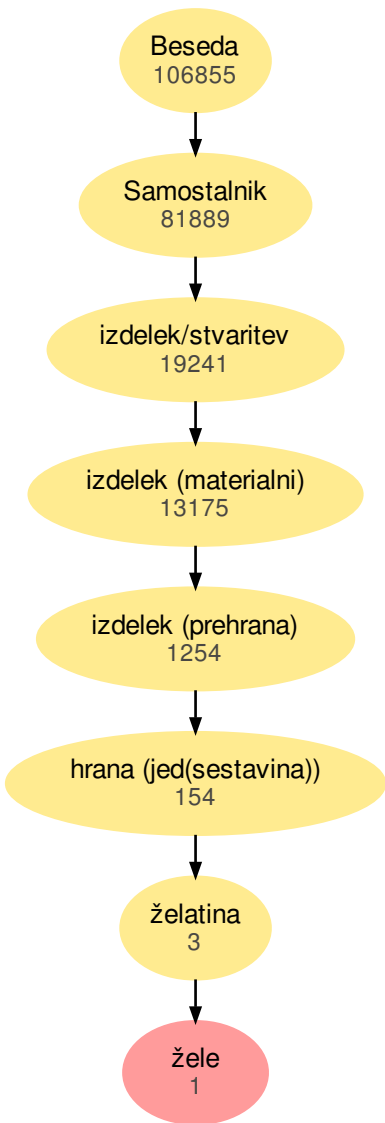 Beseda
106855
Samostalnik
81889
izdelek/stvaritev
19241
izdelek (materialni)
13175
izdelek (prehrana)
1254
hrana (jed(sestavina))
154
želatina
3
žele
1